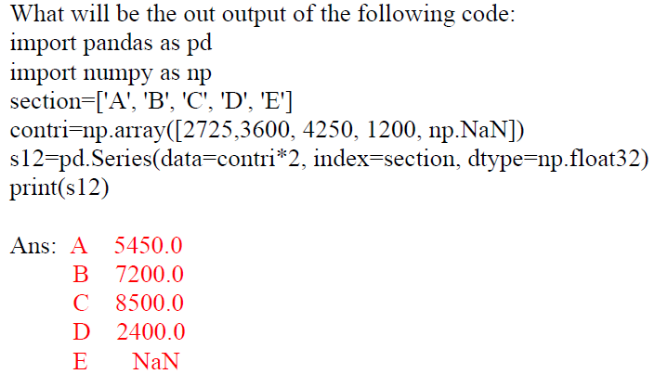 What will be the out output of the following code:
import pandas as pd
import numpy as np
section=['A', 'B', 'C', 'D', 'E']
contri=np.array([2725,3600, 4250, 1200, np.NaN])
s12=pd.Series(data=contri*2, index=section, dtype=np.float32)
print(s12)
Ans: A 5450.0
B 7200.0
C 8500.0
D 2400.0
E NaN